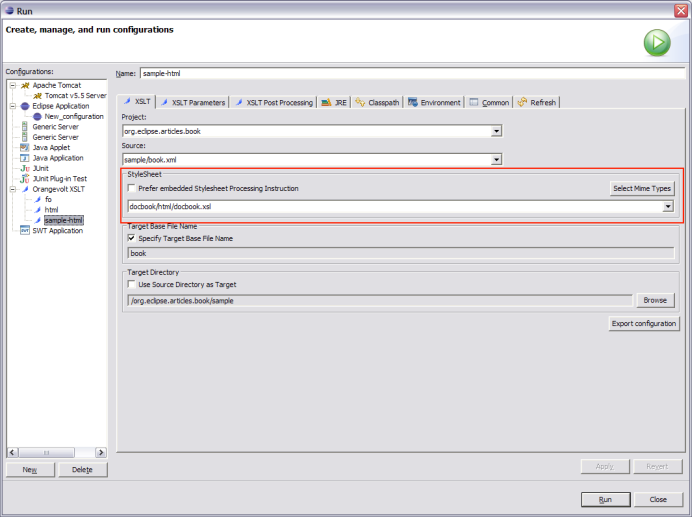 Run
Create, manage, and run configurations
Configurations:
Apache Tomcat
Tomcat v5.5 Server
Eclipse Application
New_configuration
Generic Server
Generic Server
Java Applet
Java Application
JUnit
JUnit Plug-in Test
Orangevolt XSLT
fo
html
sample-html
SWT Application
New Delete
Name: sample-html
XSLT XSLT Parameters XSLT Post Processing JRE Classpath Environment Common Refresh
Project:
org.eclipse.articles.book
Source:
sample/book.xml
StyleSheet
Prefer embedded Stylesheet Processing Instruction Select Mime Types
docbook/html/docbook.xsl
Target Base File Name
Specify Target Base File Name
book
Target Directory
Use Source Directory as Target
/org.eclipse.articles.book/sample Browse
Export configuration
Apply Revert
Run Close